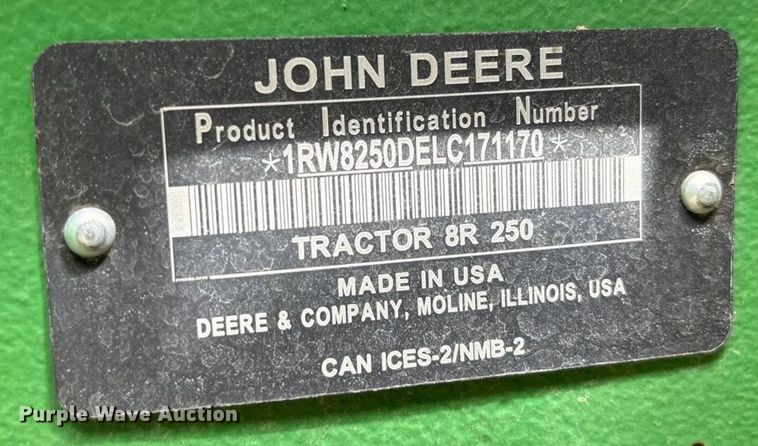 JOHN DEERE
Product Identification Number
*1RW8250DELC171170*
TRACTOR 8R 250
MADE IN USA
DEERE & COMPANY, MOLINE, ILLINOIS, USA
CAN ICES-2/NMB-2
Purple Wave Auction